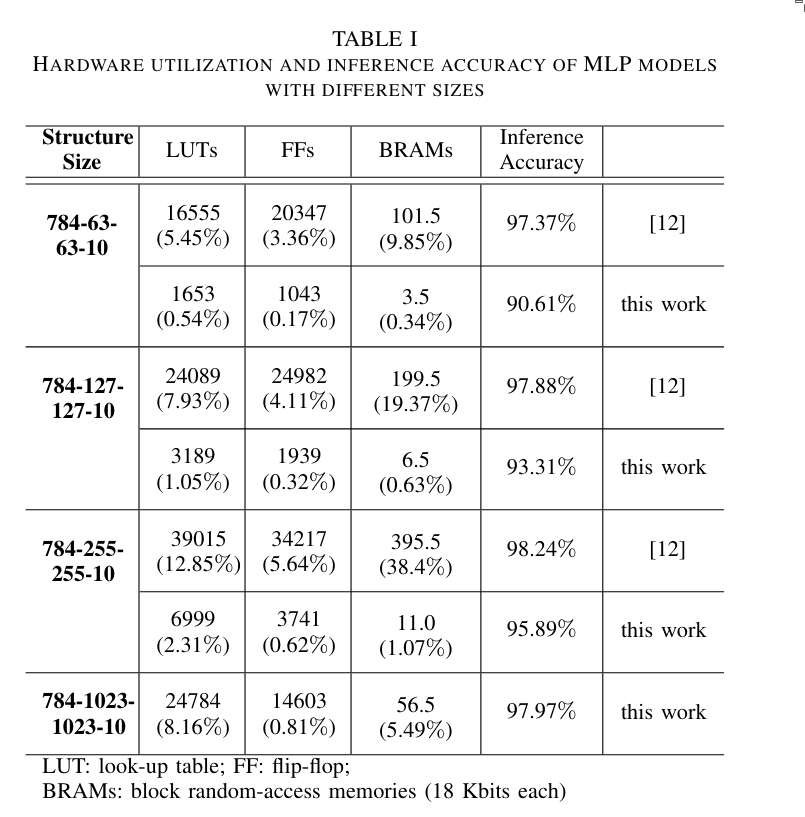 TABLE I
HARDWARE UTILIZATION AND INFERENCE ACCURACY OF MLP MODELS
WITH DIFFERENT SIZES
Structure Size LUTs FFs BRAMs Inference Accuracy
784-63-63-10 16555 (5.45%) 20347 (3.36%) 101.5 (9.85%) 97.37% [12]
1653 (0.54%) 1043 (0.17%) 3.5 (0.34%) 90.61% this work
784-127-127-10 24089 (7.93%) 24982 (4.11%) 199.5 (19.37%) 97.88% [12]
3189 (1.05%) 1939 (0.32%) 6.5 (0.63%) 93.31% this work
784-255-255-10 39015 (12.85%) 34217 (5.64%) 395.5 (38.4%) 98.24% [12]
6999 (2.31%) 3741 (0.62%) 11.0 (1.07%) 95.89% this work
784-1023-1023-10 24784 (8.16%) 14603 (0.81%) 56.5 (5.49%) 97.97% this work
LUT: look-up table; FF: flip-flop;
BRAMs: block random-access memories (18 Kbits each)